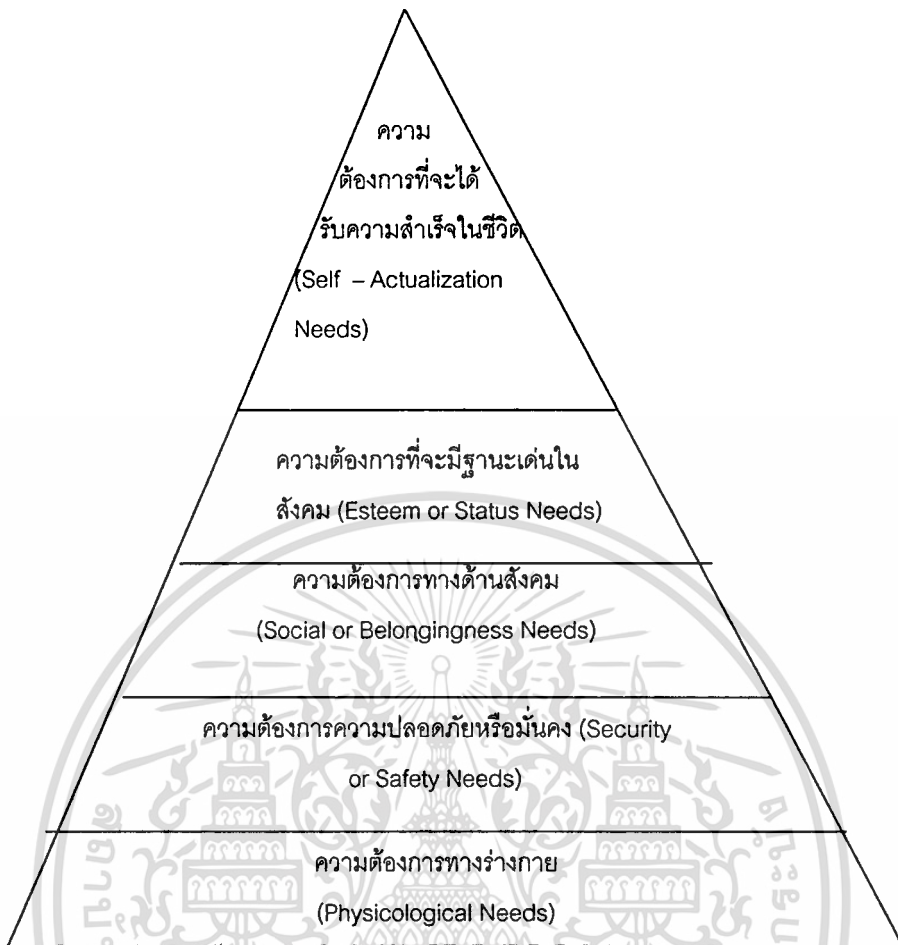 ความ
ต้องการที่จะได้
รับความสำเร็จในชีวิต
(Self – Actualization
Needs)
ความต้องการที่จะมีฐานะเด่นใน
สังคม (Esteem or Status Needs)
ความต้องการทางด้านสังคม
(Social or Belongingness Needs)
ความต้องการความปลอดภัยหรือมั่นคง (Security
or Safety Needs)
ความต้องการทางร่างกาย
(Physicological Needs)